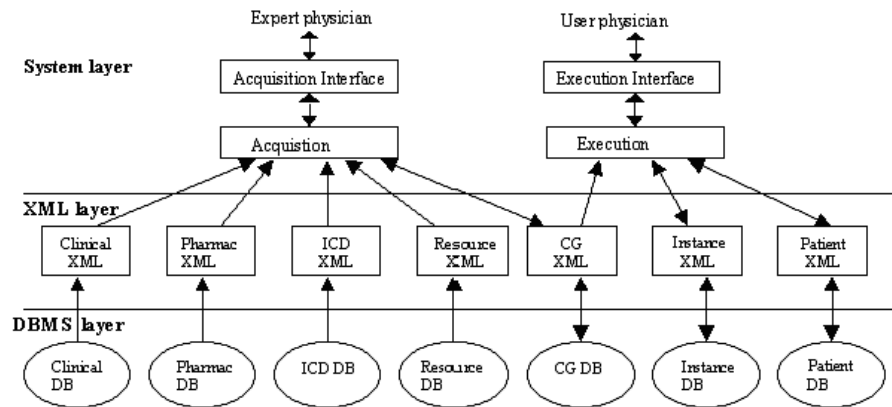 Expert physician
User physician
System layer
Acquisition Interface
Execution Interface
Acquistion
Execution
XML layer
Clinical
XML
Pharmac
XML
ICD
XML
Resource
XML
CG
XML
Instance
XML
Patient
XML
DBMS layer
Clinical
DB
Pharmac
DB
ICD DB
Resource
DB
CG DB
Instance
DB
Patient
DB